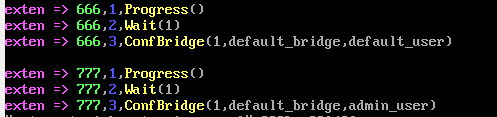 exten => 666,1,Progress()
exten => 666,2,Wait(1)
exten => 666,3,ConfBridge(1,default_bridge,default_user)
exten => 777,1,Progress()
exten => 777,2,Wait(1)
exten => 777,3,ConfBridge(1,default_bridge,admin_user)